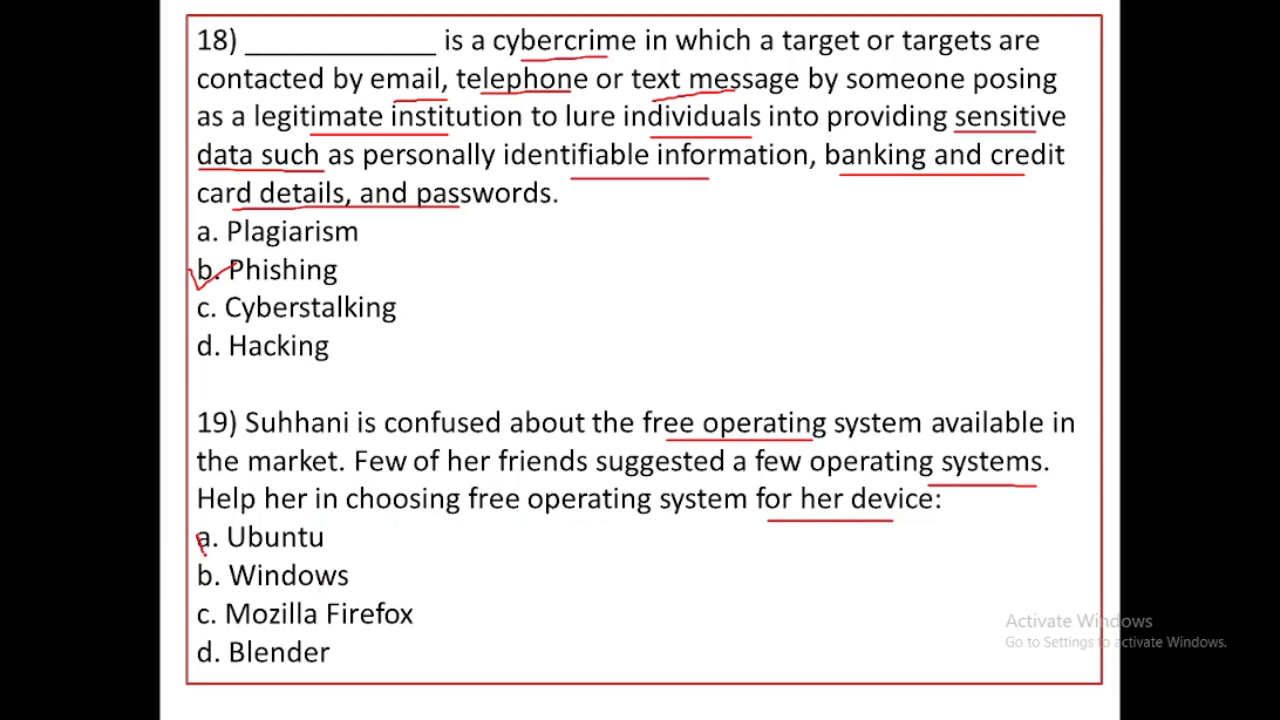 18) _____________ is a cybercrime in which a target or targets are
contacted by email, telephone or text message by someone posing
as a legitimate institution to lure individuals into providing sensitive
data such as personally identifiable information, banking and credit
card details, and passwords.
a. Plagiarism
b. Phishing
c. Cyberstalking
d. Hacking
19) Suhhani is confused about the free operating system available in
the market. Few of her friends suggested a few operating systems.
Help her in choosing free operating system for her device:
a. Ubuntu
b. Windows
c. Mozilla Firefox
d. Blender
Activate Windows
Go to Settings to activate Windows.